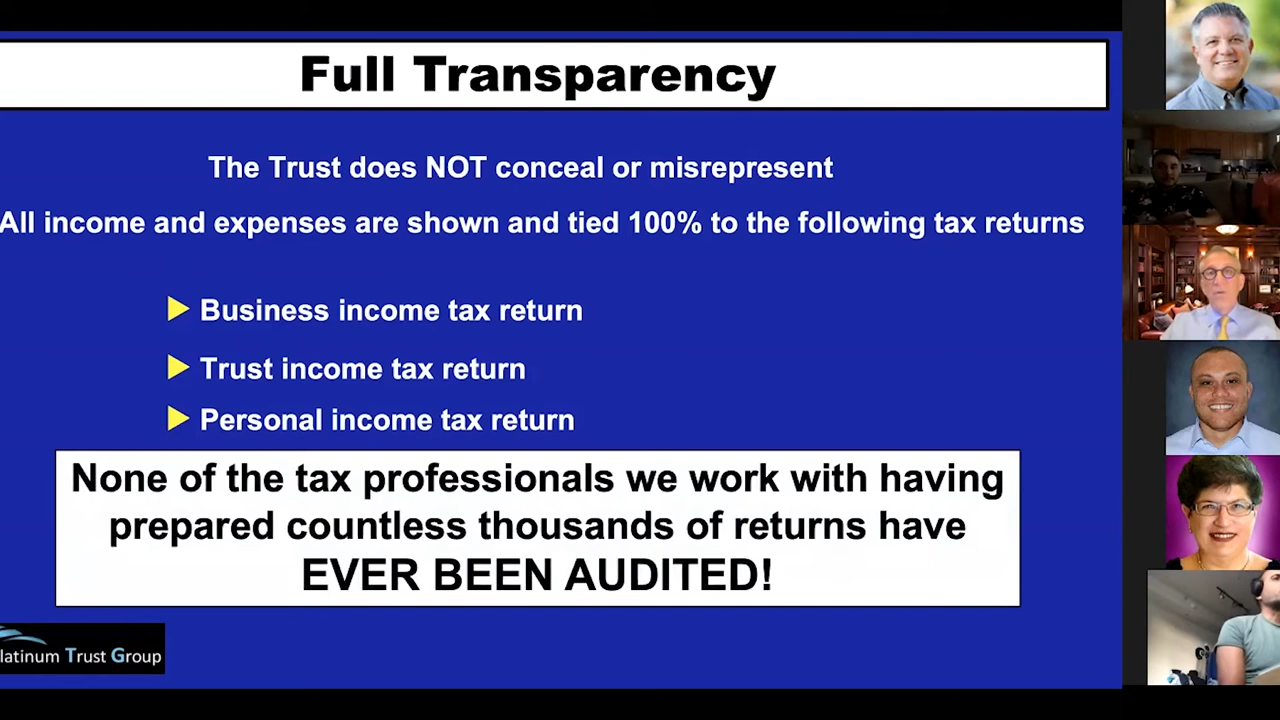 Full Transparency
The Trust does NOT conceal or misrepresent
All income and expenses are shown and tied 100% to the following tax returns
Business income tax return
Trust income tax return
Personal income tax return
None of the tax professionals we work with having
prepared countless thousands of returns have
EVER BEEN AUDITED!
latinum Trust Group